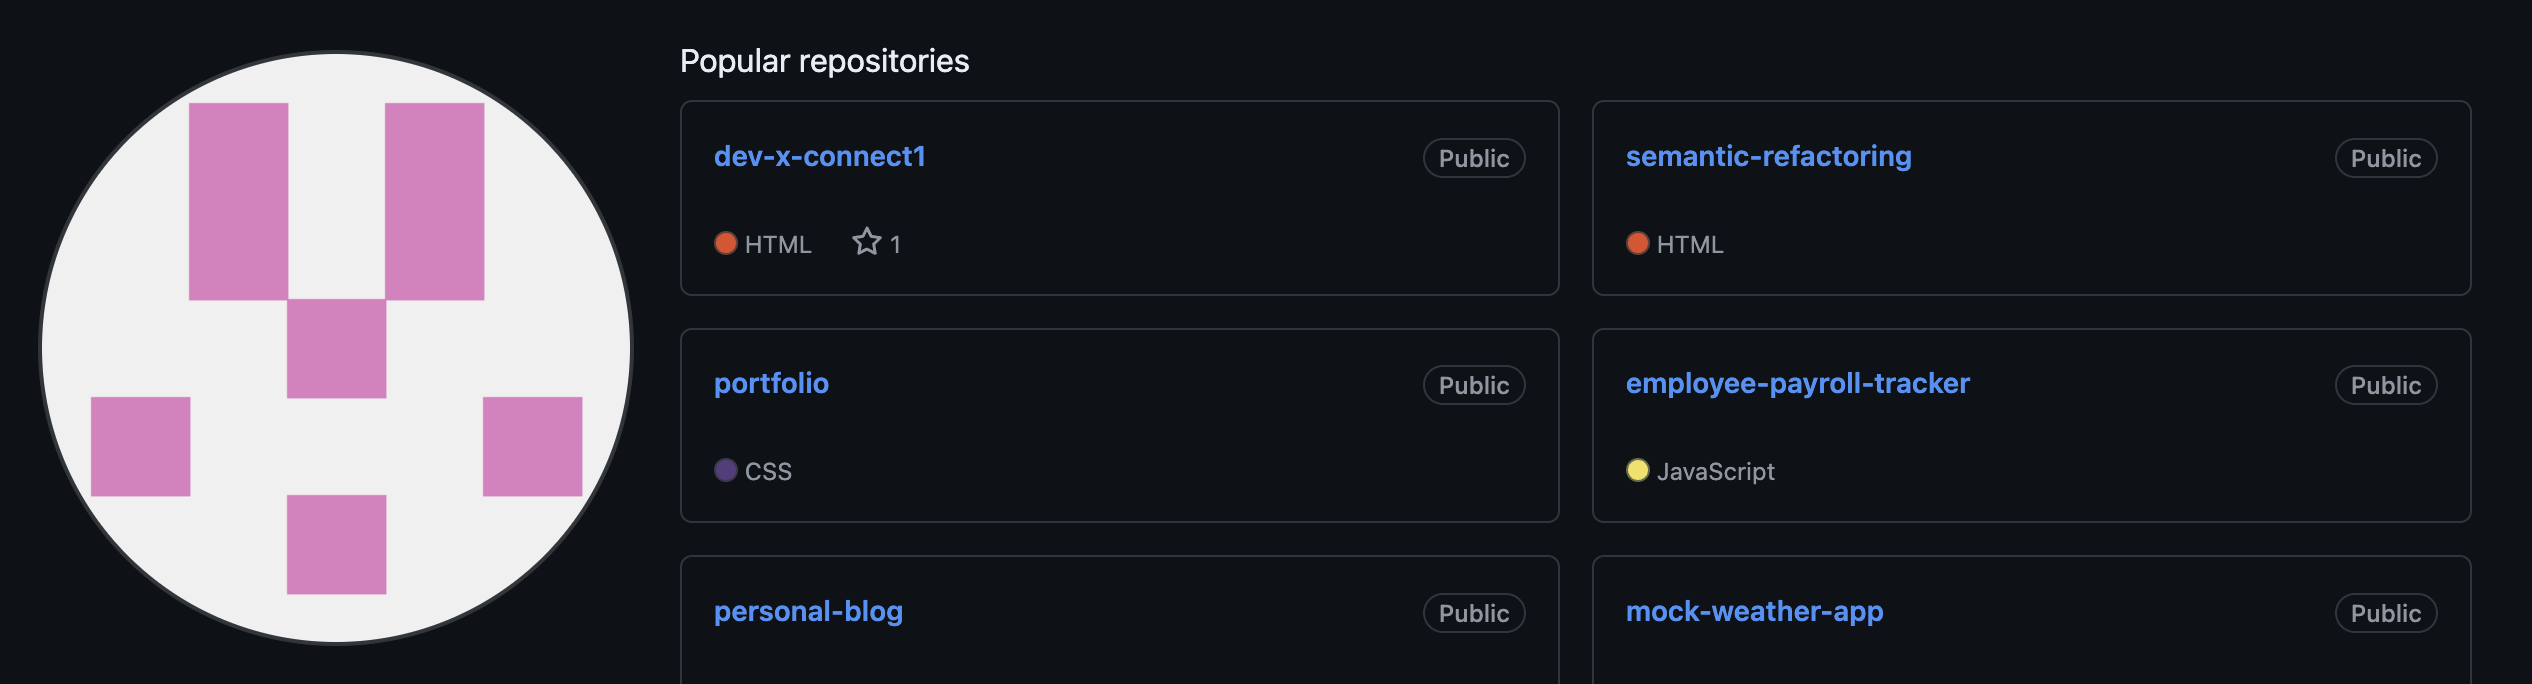 Popular repositories
dev-x-connect1 Public
HTML 1
semantic-refactoring Public
HTML
portfolio Public
CSS
employee-payroll-tracker Public
JavaScript
personal-blog Public
mock-weather-app Public